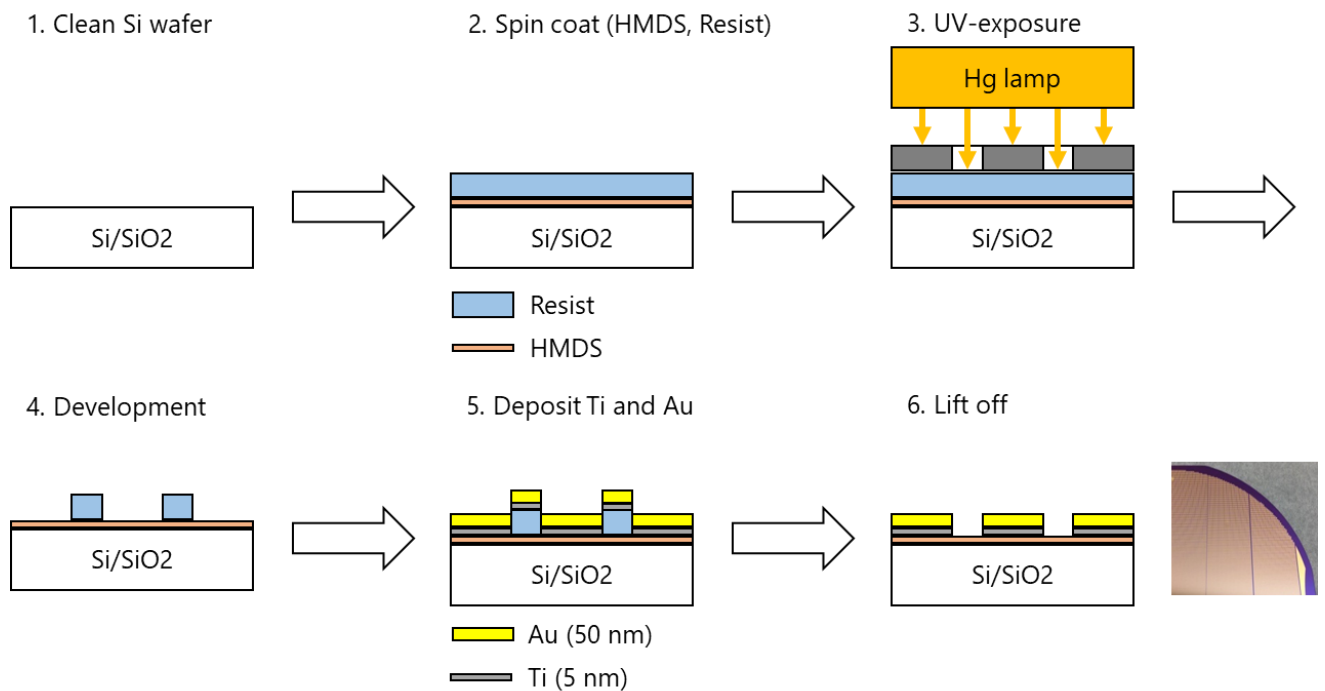 1. Clean Si wafer
2. Spin coat (HMDS, Resist)
3. UV-exposure
Hg lamp
Si/SiO2
Si/SiO2
Si/SiO2
Resist
HMDS
4. Development
5. Deposit Ti and Au
6. Lift off
Si/SiO2
Si/SiO2
Si/SiO2
Au (50 nm)
Ti (5 nm)